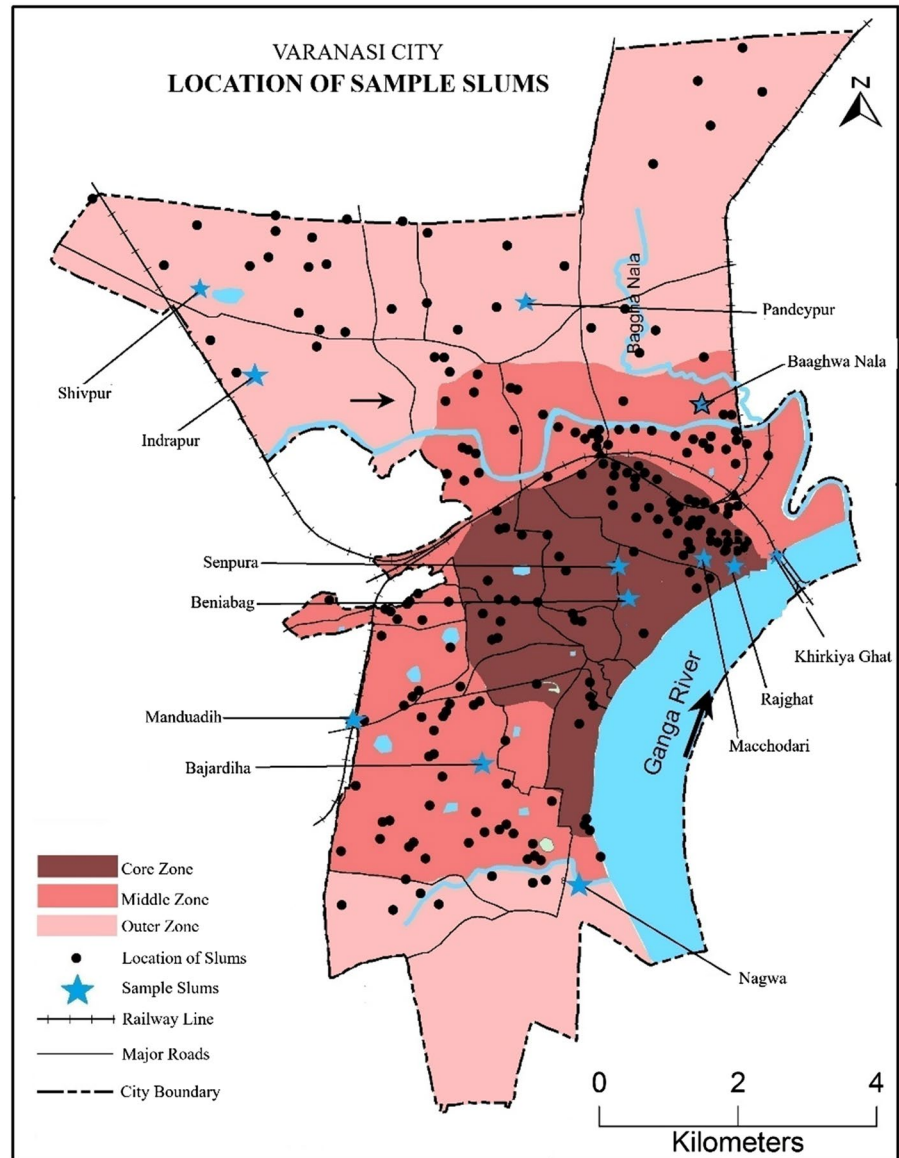 VARANASI CITY
LOCATION OF SAMPLE SLUMS
N
Baggha Nala
Pandeypur
Baaghwa Nala
Shivpur
Indrapur
Senpura
Beniabag
Khirkiya Ghat
Rajghat
Macchodari
Manduadih
Bajardiha
Ganga River
Nagwa
Core Zone
Middle Zone
Outer Zone
Location of Slums
Sample Slums
Railway Line
Major Roads
City Boundary
0 2 4
Kilometers